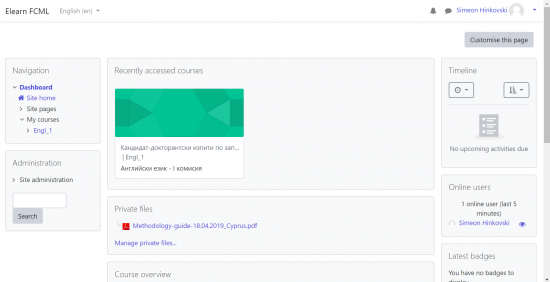 Elearn FCML English (en)
Simeon Hinkovski
Customise this page
Navigation
Dashboard
Site home
Site pages
My courses
Engl_1
Administration
Site administration
Search
Recently accessed courses
Кандидат-докторантски изпити по зап...
| Engl_1
Английски език - I комисия
Private files
Methodology-guide-18.04.2019_Cyprus.pdf
Manage private files...
Course overview
Timeline
No upcoming activities due
Online users
1 online user (last 5
minutes)
Simeon Hinkovski
Latest badges
You have no badges to
display